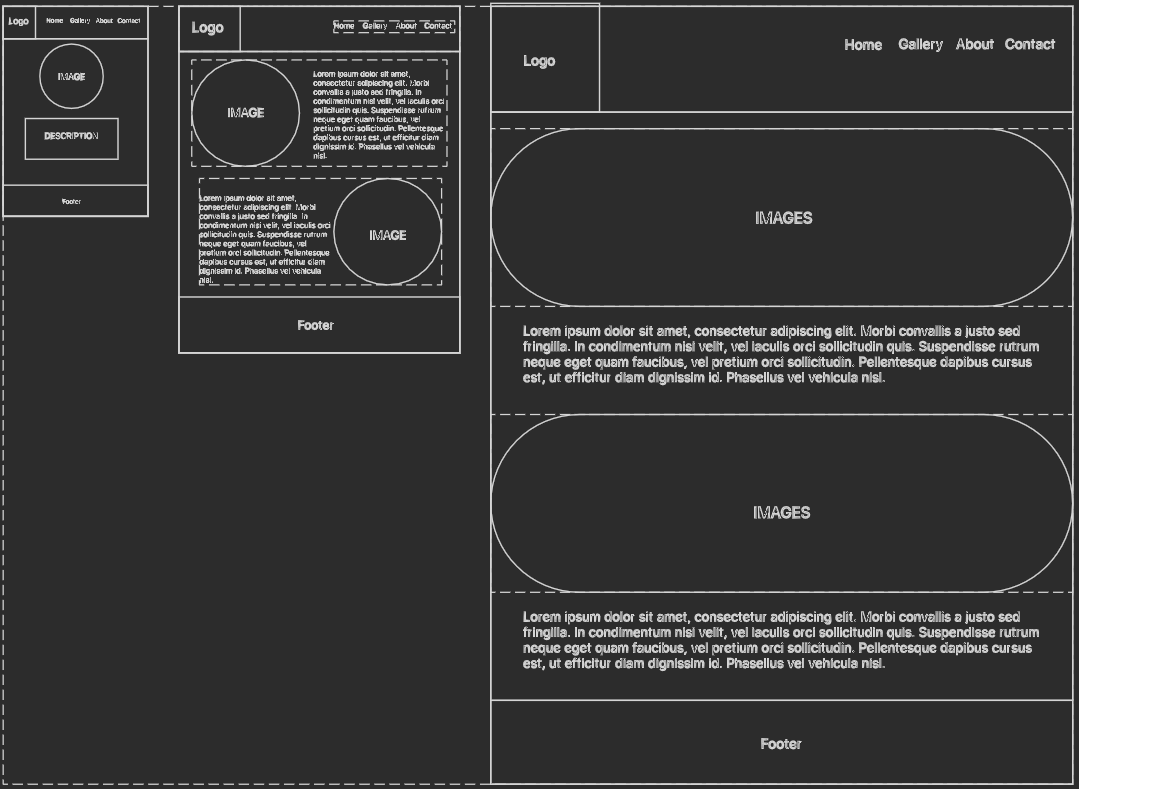 Logo
Home Gallery About Contact
IMAGE
DESCRIPTION
Footer
Logo
Home Gallery About Contact
IMAGE
Lorem ipsum dolor sit amet,
consectetur adipiscing elit. Morbi
convallis a justo sed fringilla. In
condimentum nisl velit, vel iaculis orci
sollicitudin quis. Suspendisse rutrum
neque eget quam faucibus, vel
pretium orci sollicitudin. Pellentesque
dapibus cursus est, ut efficitur diam
dignissim id. Phasellus vel vehicula
nisl.
Lorem ipsum dolor sit amet,
consectetur adipiscing elit. Morbi
convallis a justo sed fringilla. In
condimentum nisl velit, vel iaculis orci
sollicitudin quis. Suspendisse rutrum
neque eget quam faucibus, vel
pretium orci sollicitudin. Pellentesque
dapibus cursus est, ut efficitur diam
dignissim id. Phasellus vel vehicula
nisl.
IMAGE
Footer
Logo
Home Gallery About Contact
IMAGES
Lorem ipsum dolor sit amet, consectetur adipiscing elit. Morbi convallis a justo sed
fringilla. In condimentum nisl velit, vel iaculis orci sollicitudin quis. Suspendisse rutrum
neque eget quam faucibus, vel pretium orci sollicitudin. Pellentesque dapibus cursus
est, ut efficitur diam dignissim id. Phasellus vel vehicula nisl.
IMAGES
Lorem ipsum dolor sit amet, consectetur adipiscing elit. Morbi convallis a justo sed
fringilla. In condimentum nisl velit, vel iaculis orci sollicitudin quis. Suspendisse rutrum
neque eget quam faucibus, vel pretium orci sollicitudin. Pellentesque dapibus cursus
est, ut efficitur diam dignissim id. Phasellus vel vehicula nisl.
Footer